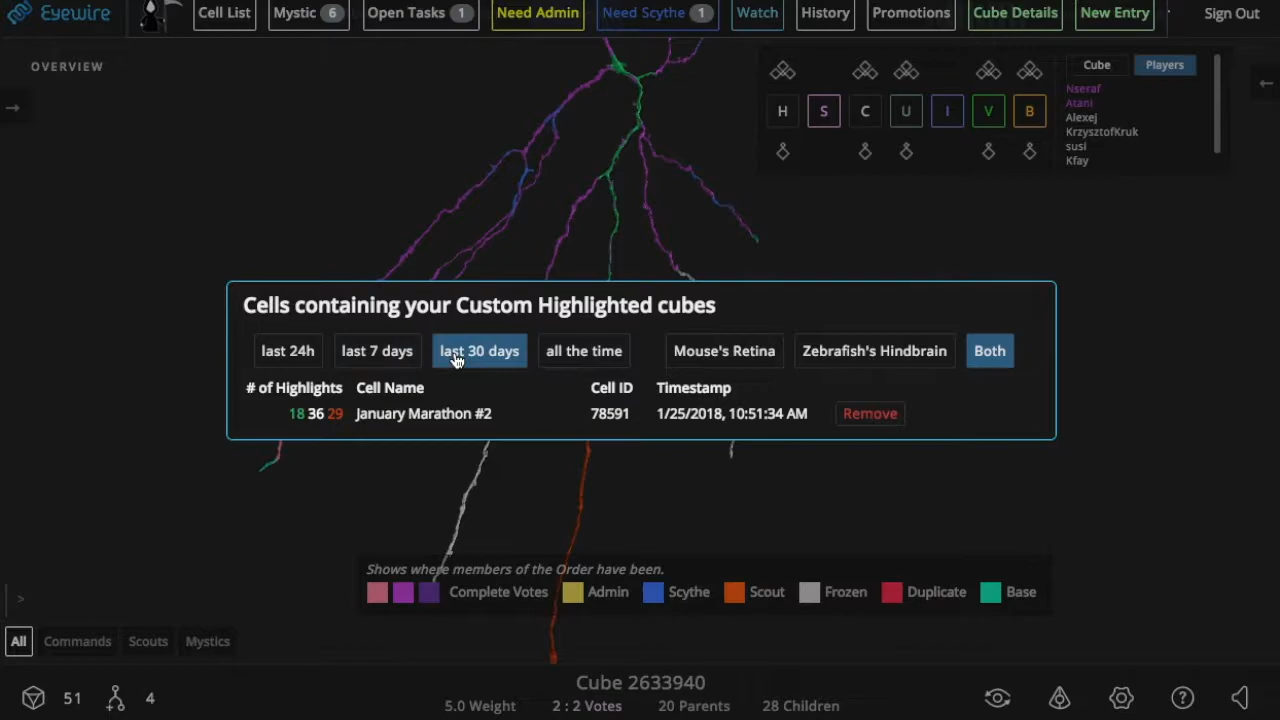 Eyewire
Cell List
Mystic 6
Open Tasks 1
Need Admin
Need Scythe 1
Watch
History
Promotions
Cube Details
New Entry
Sign Out
OVERVIEW
Cube Players
H S C U I V B
Nseraf
Atani
Alexej
KrzysztofKruk
susi
Kfay
Cells containing your Custom Highlighted cubes
last 24h last 7 days last 30 days all the time Mouse's Retina Zebrafish's Hindbrain Both
# of Highlights Cell Name Cell ID Timestamp
18 36 29 January Marathon #2 78591 1/25/2018, 10:51:34 AM Remove
Shows where members of the Order have been.
Complete Votes Admin Scythe Scout Frozen Duplicate Base
>
All Commands Scouts Mystics
51 4
Cube 2633940
5.0 Weight 2 : 2 Votes 20 Parents 28 Children